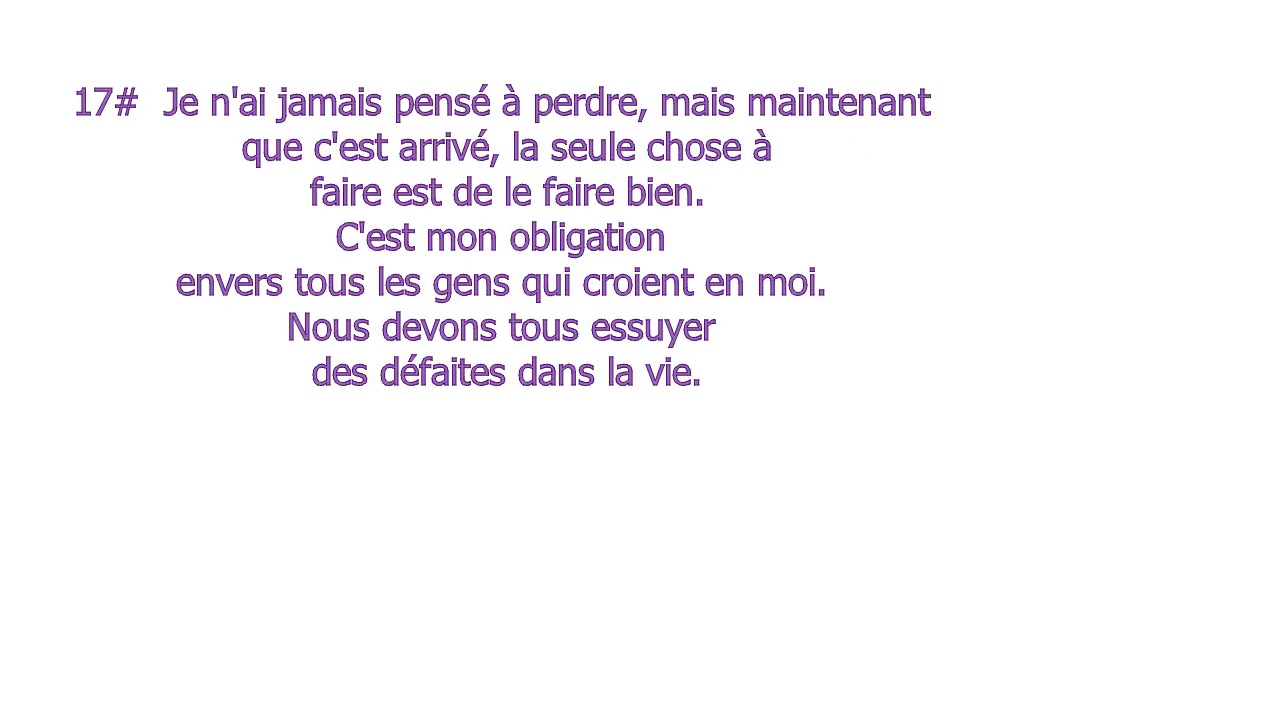 17# Je n'ai jamais pensé à perdre, mais maintenant
que c'est arrivé, la seule chose à
faire est de le faire bien.
C'est mon obligation
envers tous les gens qui croient en moi.
Nous devons tous essuyer
des défaites dans la vie.